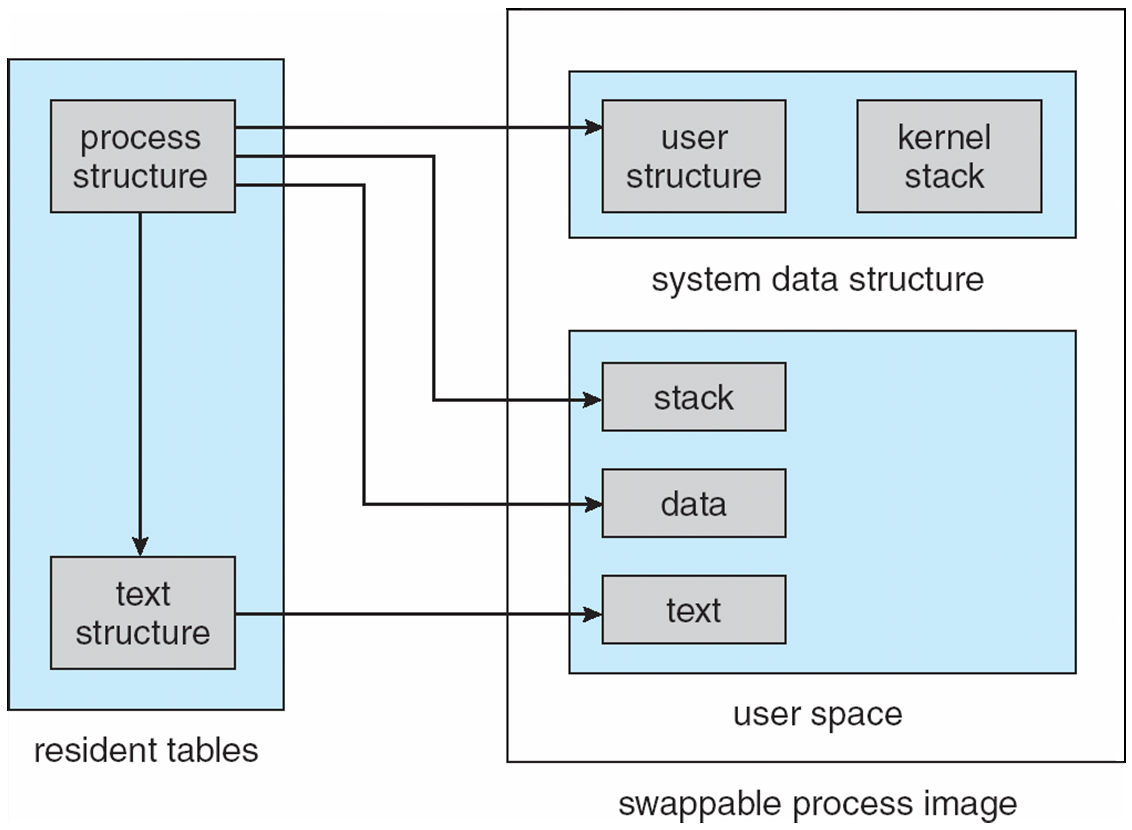 process
structure
text
structure
resident tables
user
structure
kernel
stack
system data structure
stack
data
text
user space
swappable process image